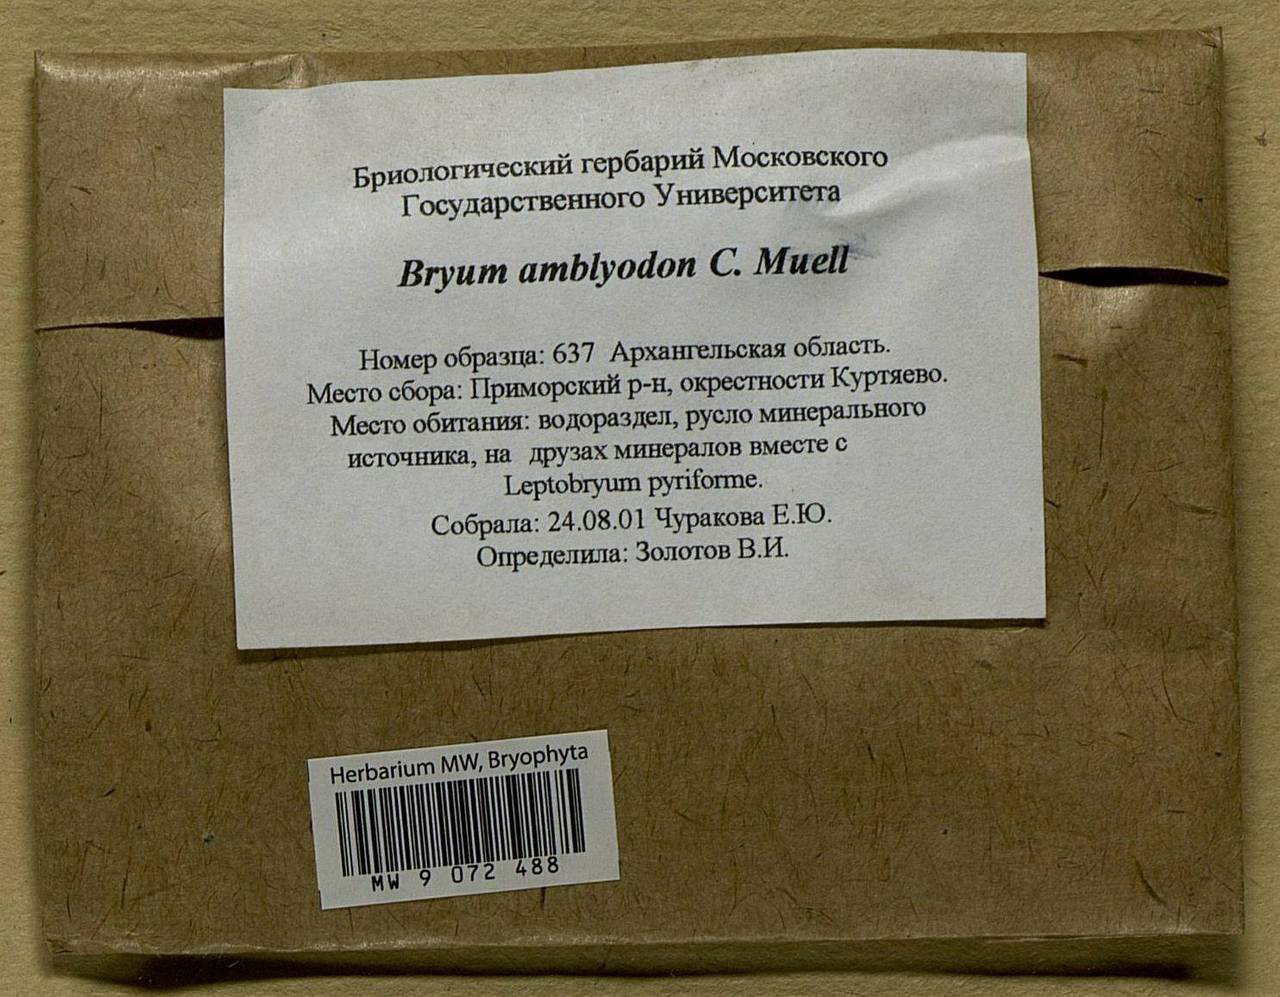 Бриологический гербарий Московского
Государственного Университета
Bryum amblyodon C. Muell
Номер образца: 637 Архангельская область.
Место сбора: Приморский р-н, окрестности Куртяево.
Место обитания: водораздел, русло минерального
источника, на друзах минералов вместе с
Leptobryum pyriforme.
Собрала: 24.08.01 Чуракова Е.Ю.
Определила: Золотов В.И.
Herbarium MW, Bryophyta
MW 9 072 488